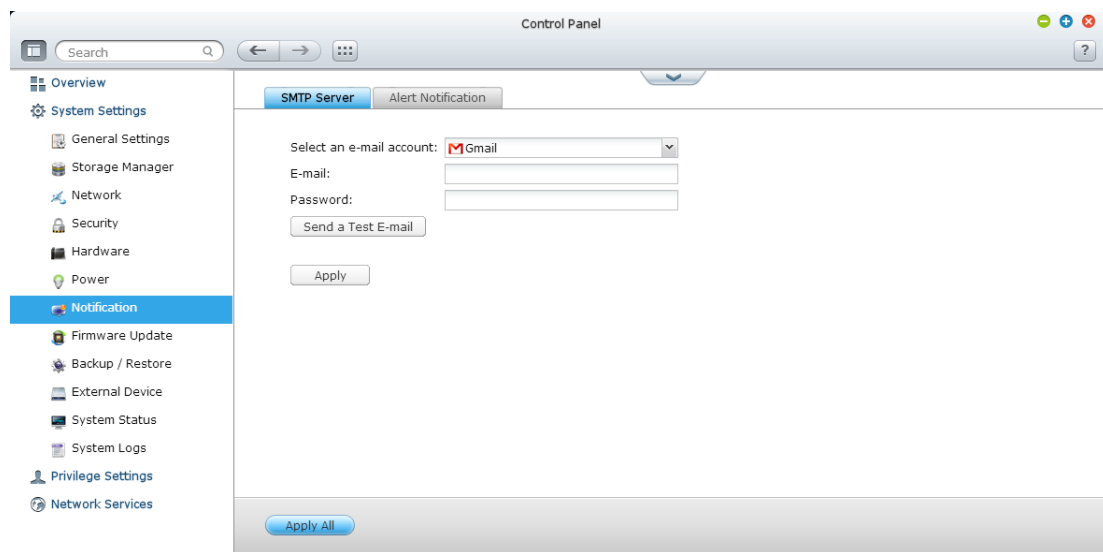 Control Panel
Search
?
Overview
System Settings
General Settings
Storage Manager
Network
Security
Hardware
Power
Notification
Firmware Update
Backup / Restore
External Device
System Status
System Logs
Privilege Settings
Network Services
SMTP Server
Alert Notification
Select an e-mail account: Gmail
E-mail:
Password:
Send a Test E-mail
Apply
Apply All